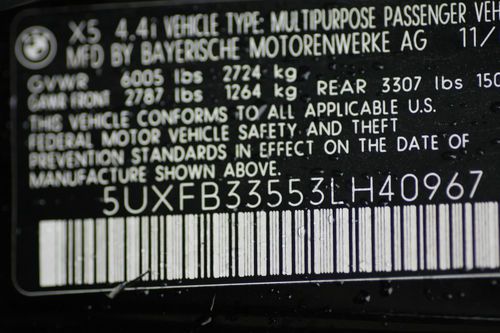 X5 4.4i VEHICLE TYPE: MULTIPURPOSE PASSENGER VEH
MFD BY BAYERISCHE MOTORENWERKE AG 11/
GVWR 6005 lbs 2724 kg
GAWR FRONT 2787 lbs 1264 kg REAR 3307 lbs 150
THIS VEHICLE CONFORMS TO ALL APPLICABLE U.S.
FEDERAL MOTOR VEHICLE SAFETY AND THEFT
PREVENTION STANDARDS IN EFFECT ON THE DATE OF
MANUFACTURE SHOWN ABOVE.
5UXFB33553LH40967